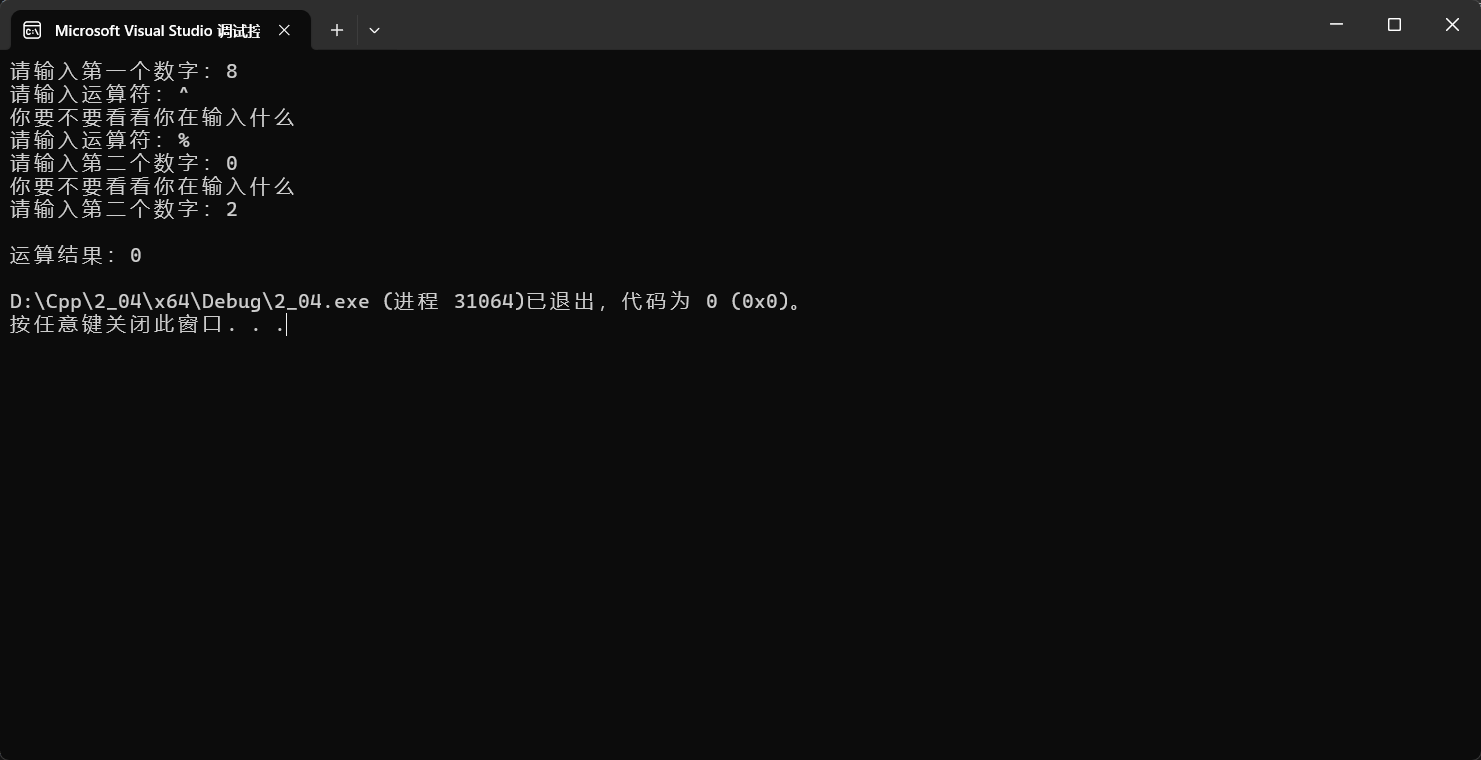 Microsoft Visual Studio 调试控
请输入第一个数字：8
请输入运算符：^
你要不要看看你在输入什么
请输入运算符：%
请输入第二个数字：0
你要不要看看你在输入什么
请输入第二个数字：2
运算结果：0
D:\Cpp\2_04\x64\Debug\2_04.exe (进程 31064)已退出，代码为 0 (0x0)。
按任意键关闭此窗口. . .